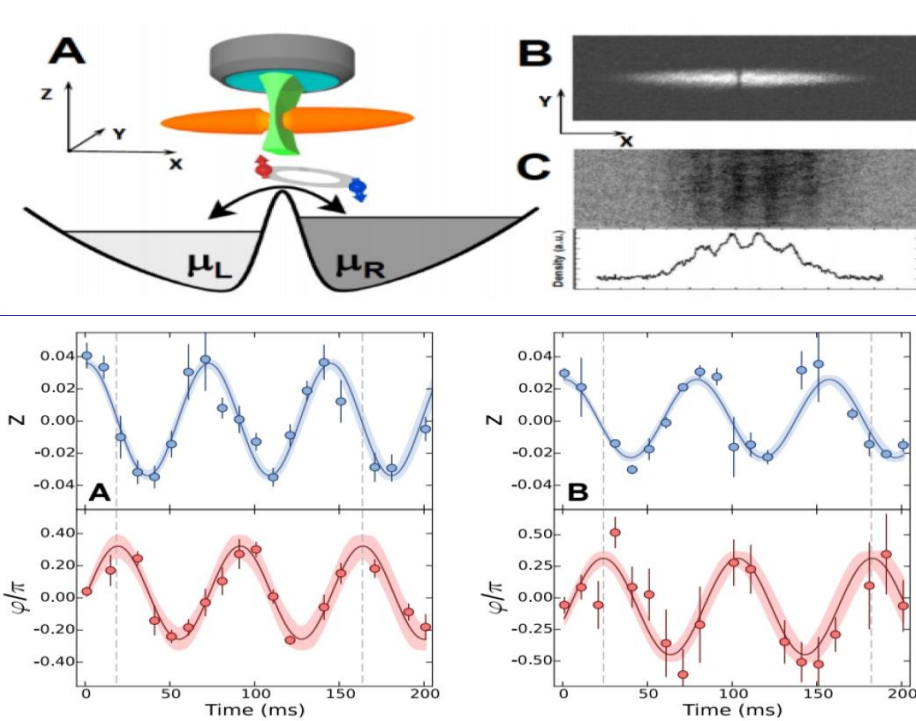 A
Z
Y
X
μL
μR
B
Y
X
C
Density (a.u.)
0.04
0.02
0.00
-0.02
-0.04
Z
A
0.40
0.20
0.00
-0.20
-0.40
φ/π
0 50 100 150 200
Time (ms)
0.04
0.02
0.00
-0.02
-0.04
Z
B
0.50
0.25
0.00
-0.25
-0.50
φ/π
0 50 100 150 20
Time (ms)